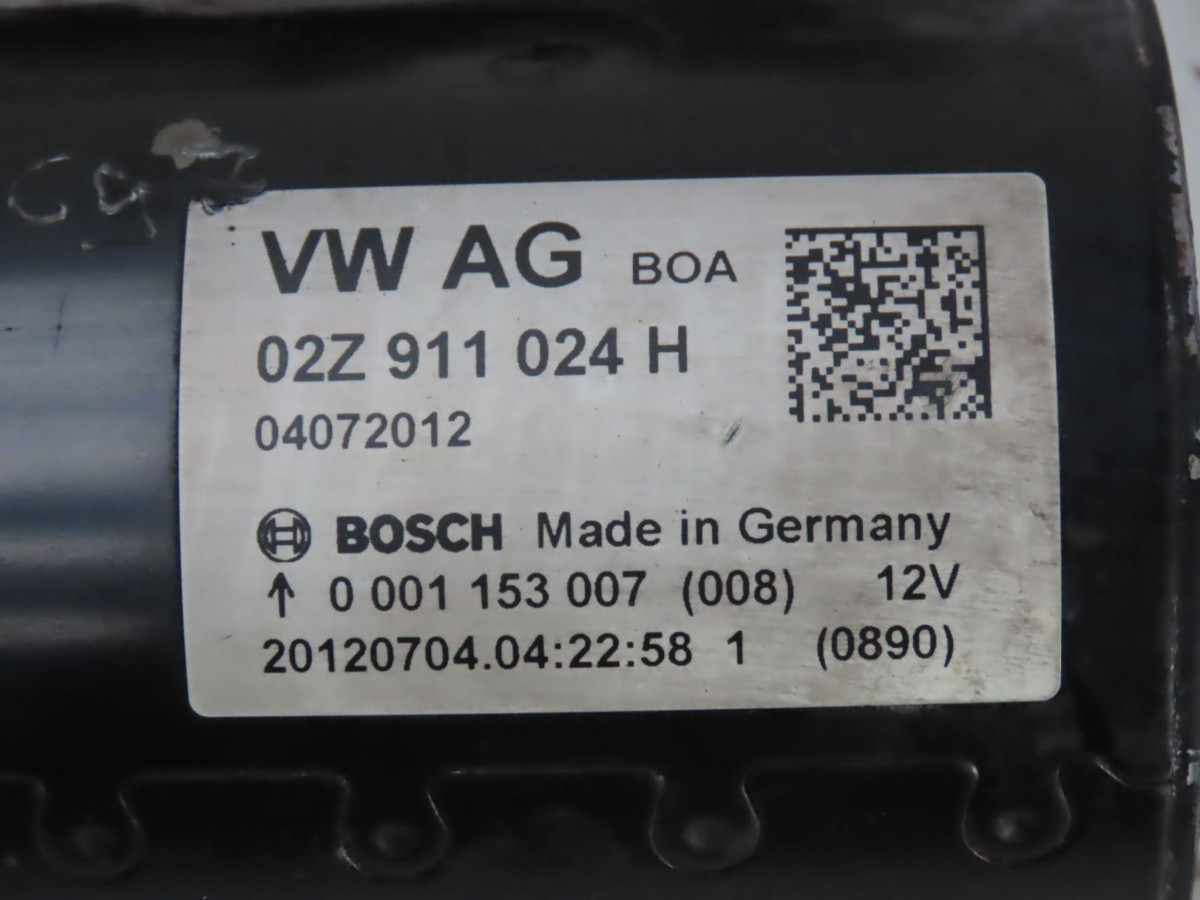 VW AG BOA
02Z 911 024 H
04072012
BOSCH Made in Germany
↑ 0 001 153 007 (008) 12V
20120704.04:22:58 1 (0890)